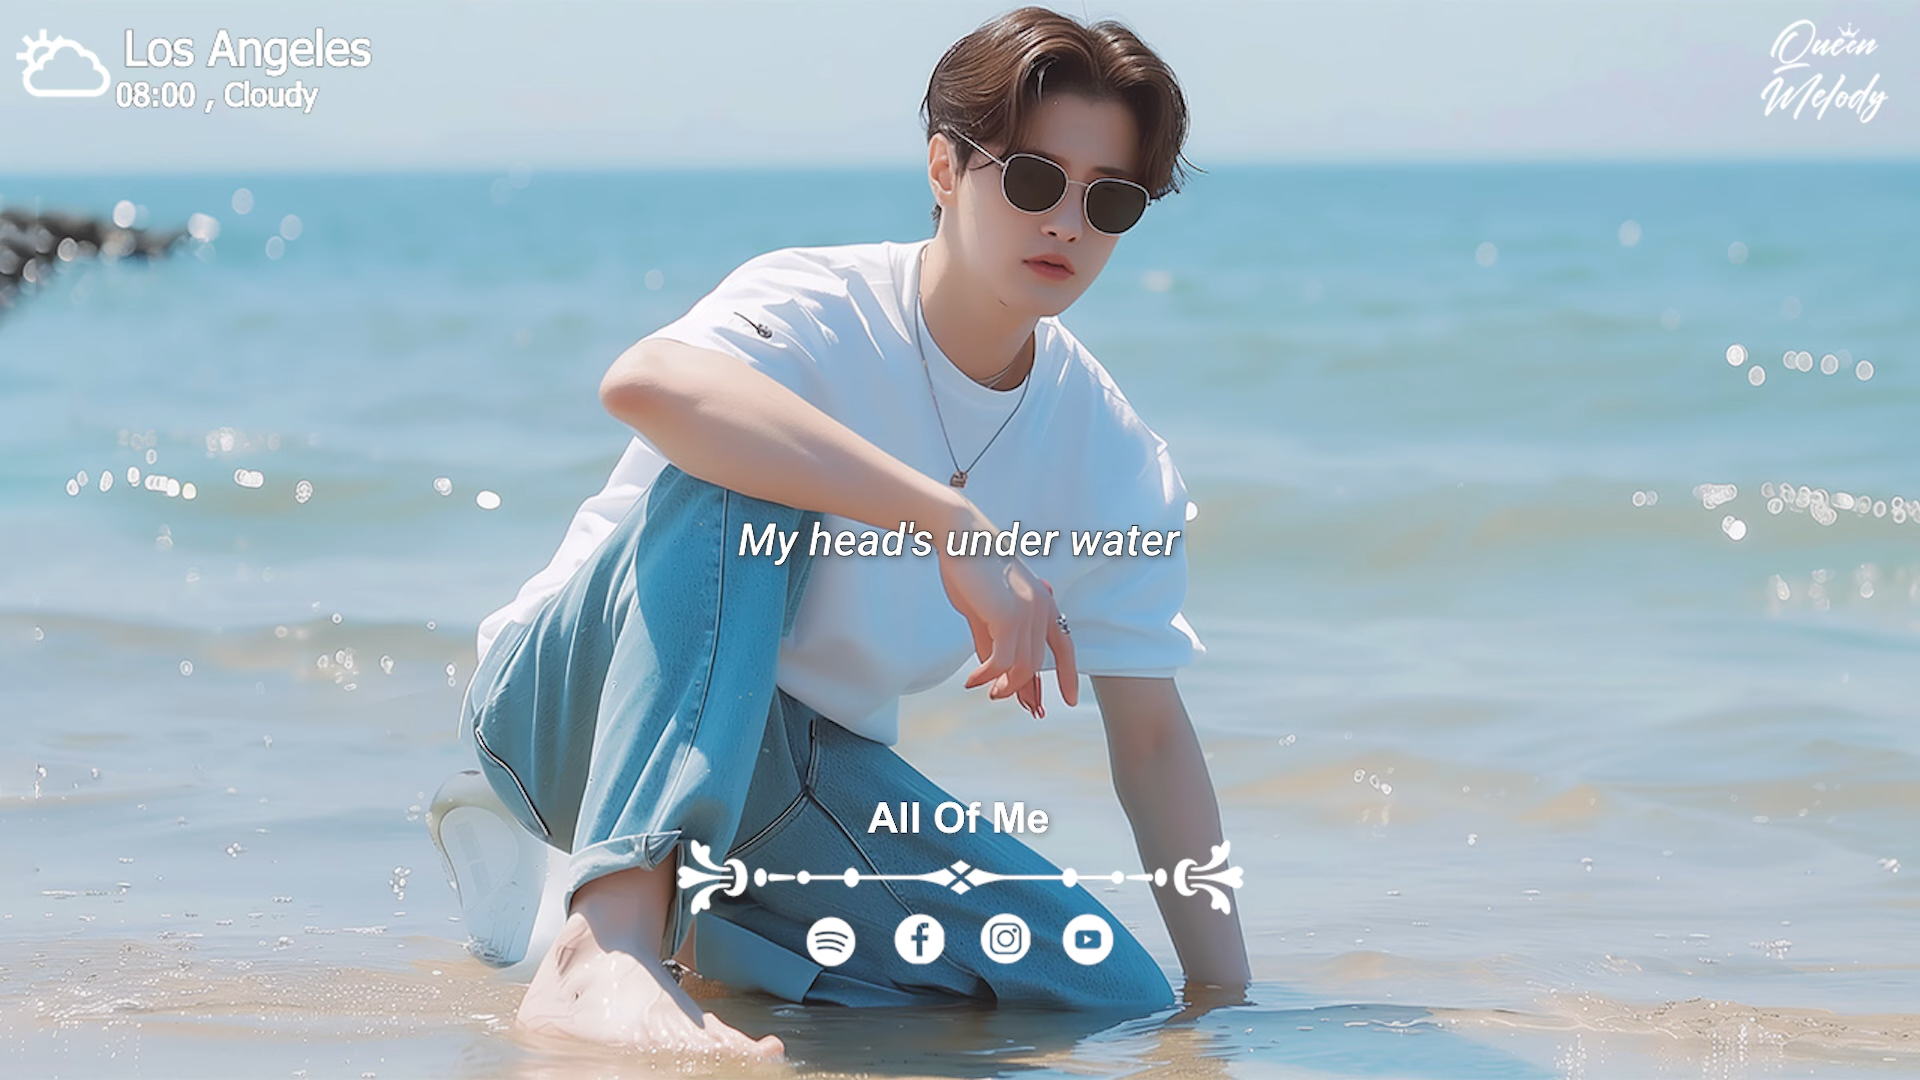 Los Angeles
08:00 , Cloudy
Queen
Melody
My head's under water
All Of Me